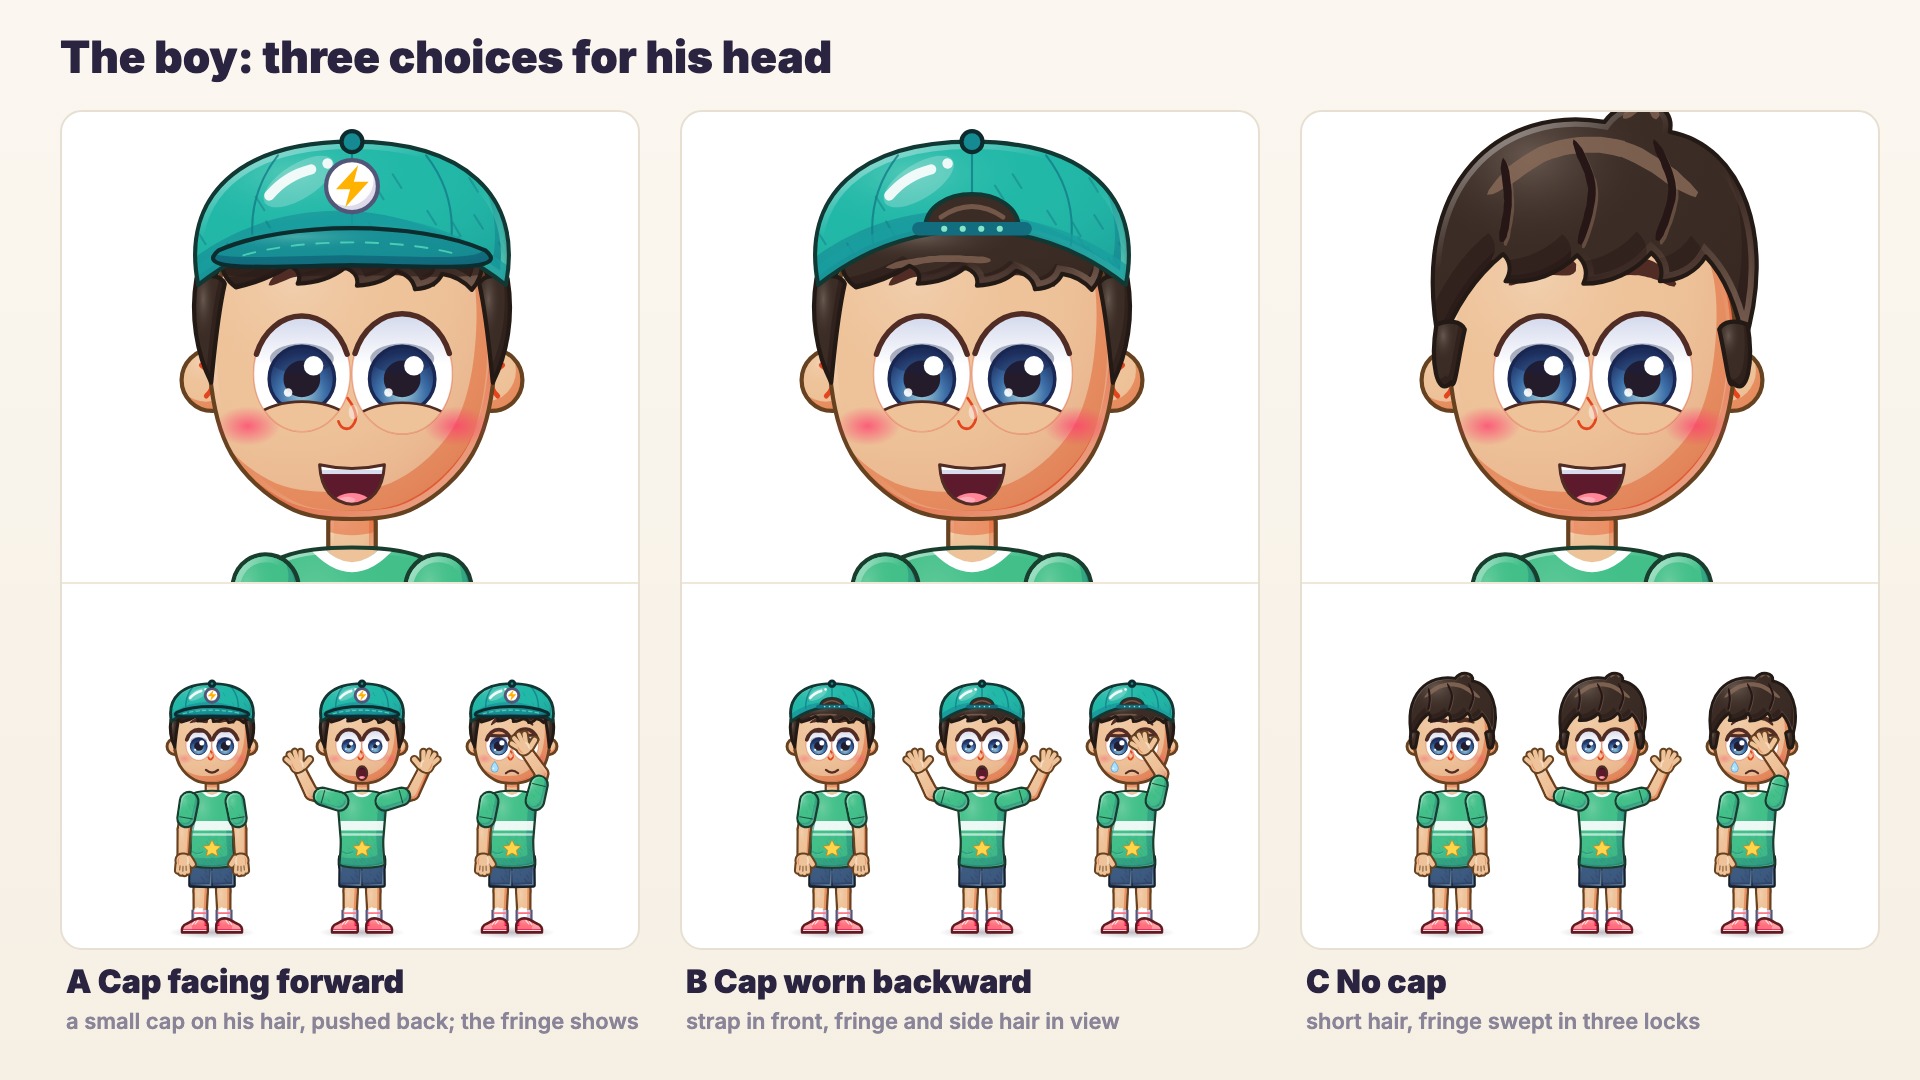 The boy: three choices for his head
A Cap facing forward
a small cap on his hair, pushed back; the fringe shows
B Cap worn backward
strap in front, fringe and side hair in view
C No cap
short hair, fringe swept in three locks